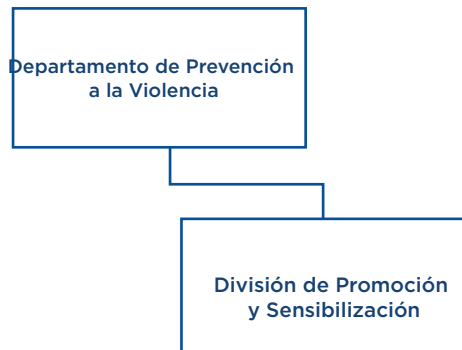 Departamento de Prevención
a la Violencia
División de Promoción
y Sensibilización